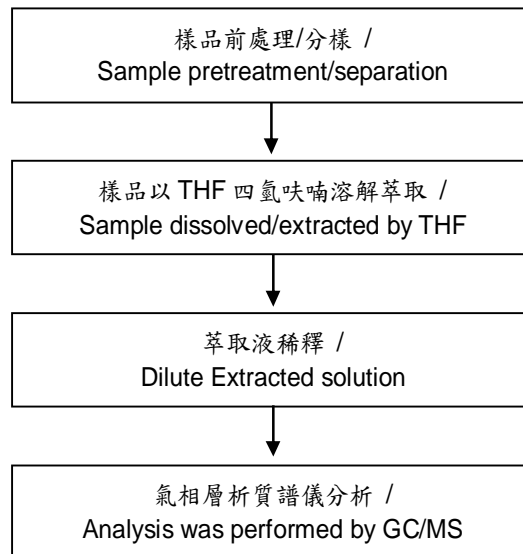 樣品前處理/分樣 /
Sample pretreatment/separation
樣品以 THF 四氫呋喃溶解萃取 /
Sample dissolved/extracted by THF
萃取液稀釋 /
Dilute Extracted solution
氣相層析質譜儀分析 /
Analysis was performed by GC/MS